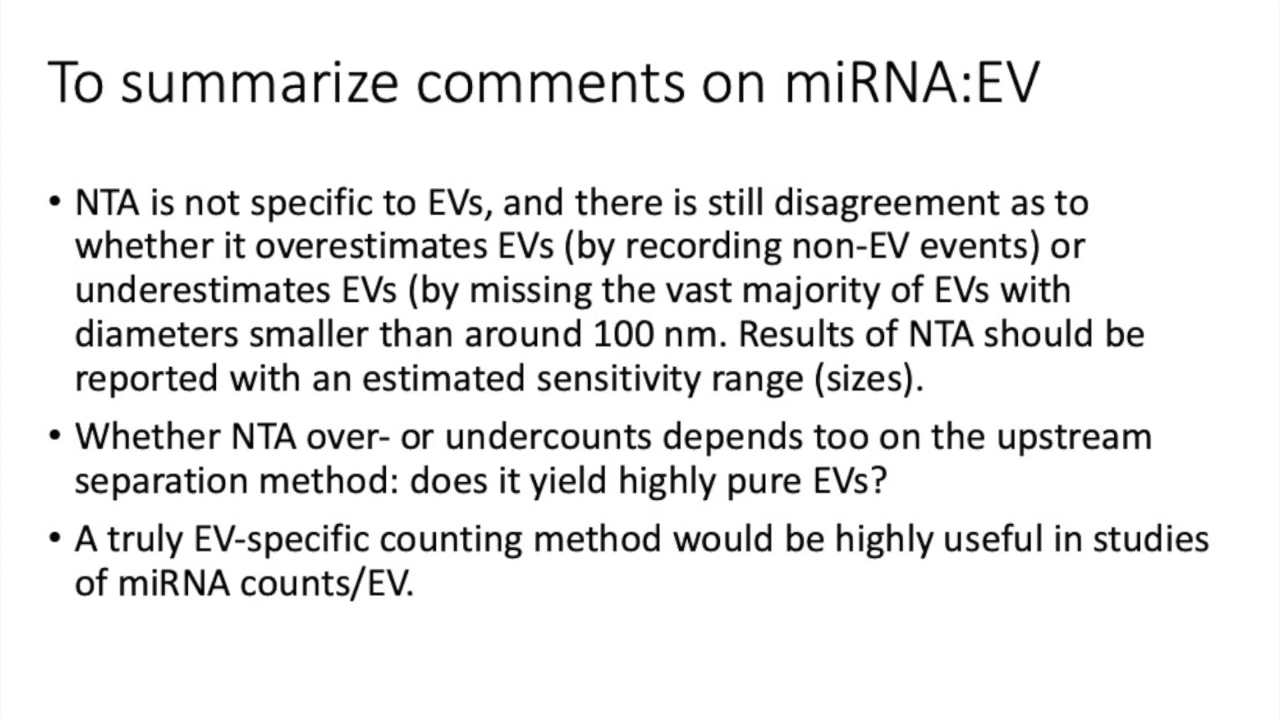 To summarize comments on miRNA:EV
• NTA is not specific to EVs, and there is still disagreement as to
whether it overestimates EVs (by recording non-EV events) or
underestimates EVs (by missing the vast majority of EVs with
diameters smaller than around 100 nm. Results of NTA should be
reported with an estimated sensitivity range (sizes).
• Whether NTA over- or undercounts depends too on the upstream
separation method: does it yield highly pure EVs?
• A truly EV-specific counting method would be highly useful in studies
of miRNA counts/EV.